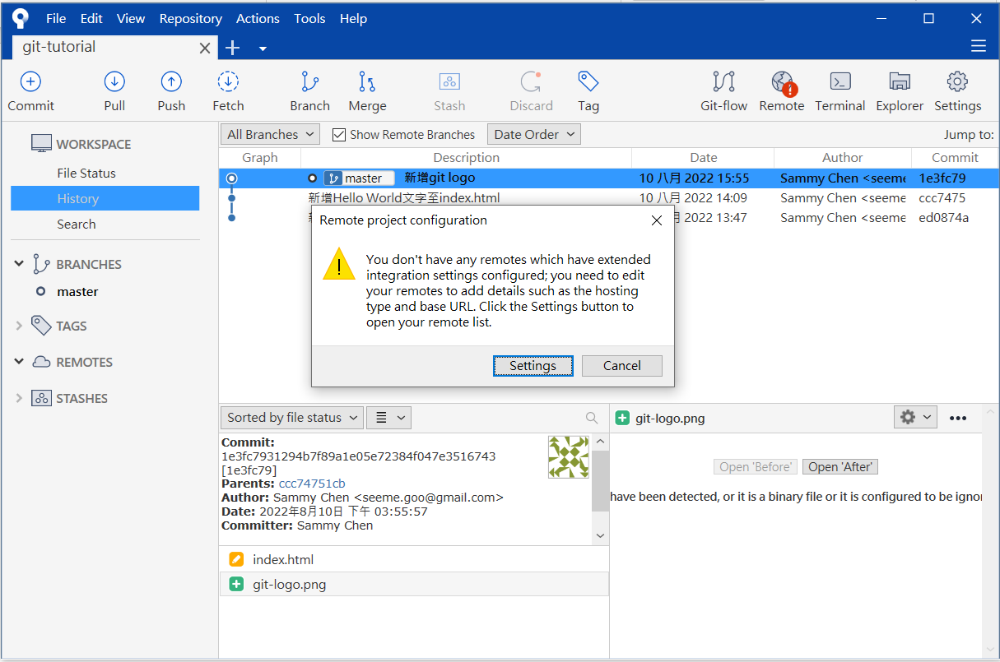 File Edit View Repository Actions Tools Help
git-tutorial
Commit Pull Push Fetch Branch Merge Stash Discard Tag Git-flow Remote Terminal Explorer Settings
WORKSPACE
File Status
History
Search
BRANCHES
master
TAGS
REMOTES
STASHES
All Branches Show Remote Branches Date Order Jump to:
Graph Description Date Author Commit
master 新增git logo 10 八月 2022 15:55 Sammy Chen <seeme 1e3fc79
新增Hello World文字至index.html 10 八月 2022 14:09 Sammy Chen <seeme ccc7475
月 2022 13:47 Sammy Chen <seeme ed0874a
Remote project configuration
You don't have any remotes which have extended
integration settings configured; you need to edit
your remotes to add details such as the hosting
type and base URL. Click the Settings button to
open your remote list.
Settings Cancel
Sorted by file status
Commit:
1e3fc7931294b7f89a1e05e72384f047e3516743
[1e3fc79]
Parents: ccc74751cb
Author: Sammy Chen <seeme.goo@gmail.com>
Date: 2022年8月10日 下午 03:55:57
Committer: Sammy Chen
index.html
git-logo.png
git-logo.png
Open 'Before' Open 'After'
have been detected, or it is a binary file or it is configured to be ignor